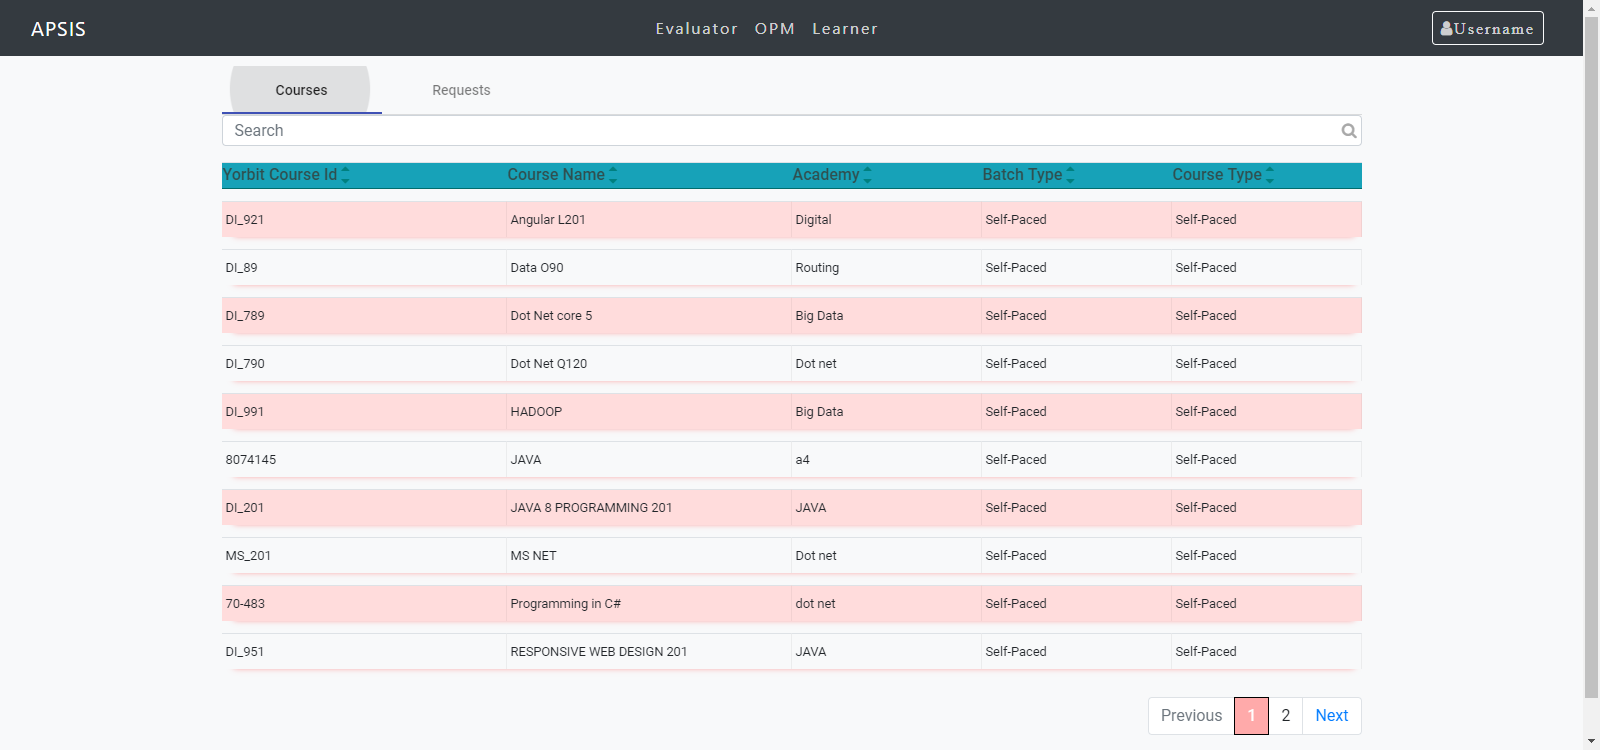 APSIS Evaluator OPM Learner Username
Courses Requests
Search
Yorbit Course Id Course Name Academy Batch Type Course Type
DI_921 Angular L201 Digital Self-Paced Self-Paced
DI_89 Data O90 Routing Self-Paced Self-Paced
DI_789 Dot Net core 5 Big Data Self-Paced Self-Paced
DI_790 Dot Net Q120 Dot net Self-Paced Self-Paced
DI_991 HADOOP Big Data Self-Paced Self-Paced
8074145 JAVA a4 Self-Paced Self-Paced
DI_201 JAVA 8 PROGRAMMING 201 JAVA Self-Paced Self-Paced
MS_201 MS NET Dot net Self-Paced Self-Paced
70-483 Programming in C# dot net Self-Paced Self-Paced
DI_951 RESPONSIVE WEB DESIGN 201 JAVA Self-Paced Self-Paced
Previous 1 2 Next